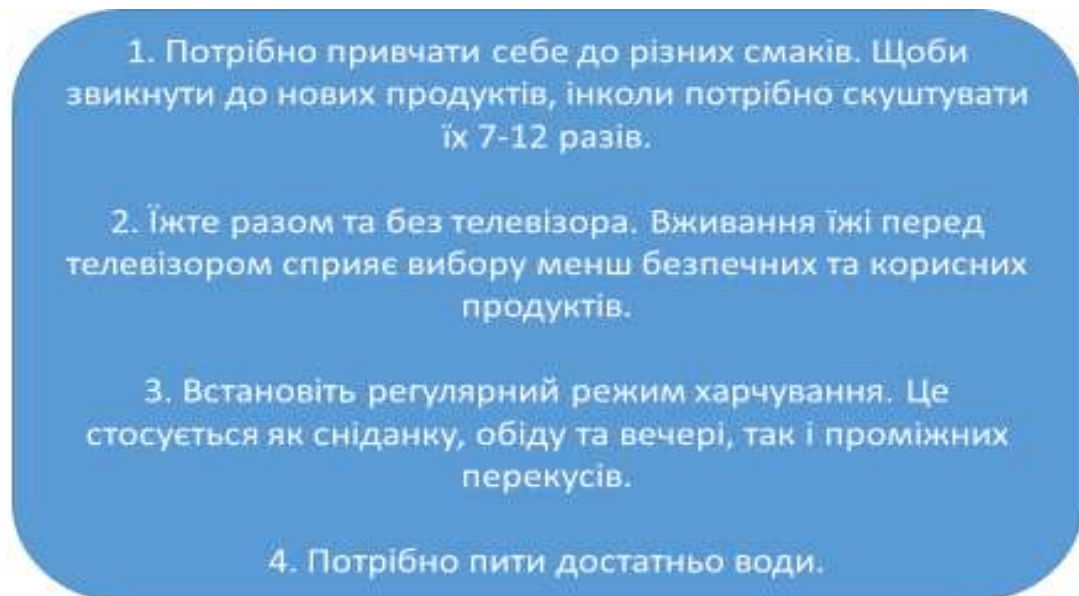 1. Потрібно привчати себе до різних смаків. Щоби
звикнути до нових продуктів, інколи потрібно скуштувати
їх 7-12 разів.
2. Їжте разом та без телевізора. Вживання їжі перед
телевізором сприяє вибору менш безпечних та корисних
продуктів.
3. Встановіть регулярний режим харчування. Це
стосується як сніданку, обіду та вечері, так і проміжних
перекусів.
4. Потрібно пити достатньо води.